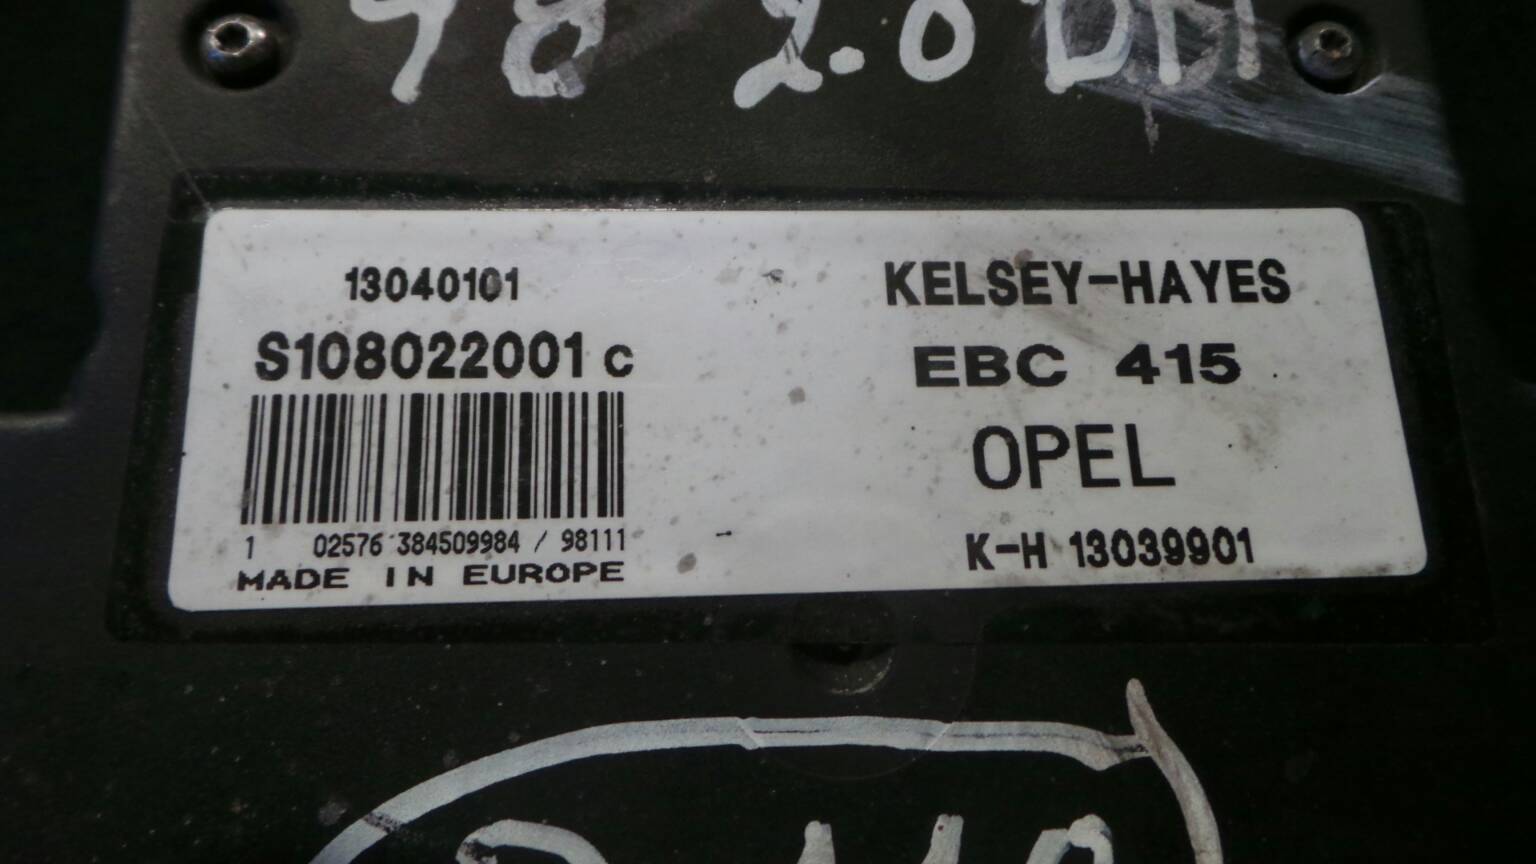 98 2.0 DTI
13040101
S108022001 c
1 02576 384509984 / 98111
MADE IN EUROPE
KELSEY-HAYES
EBC 415
OPEL
K-H 13039901